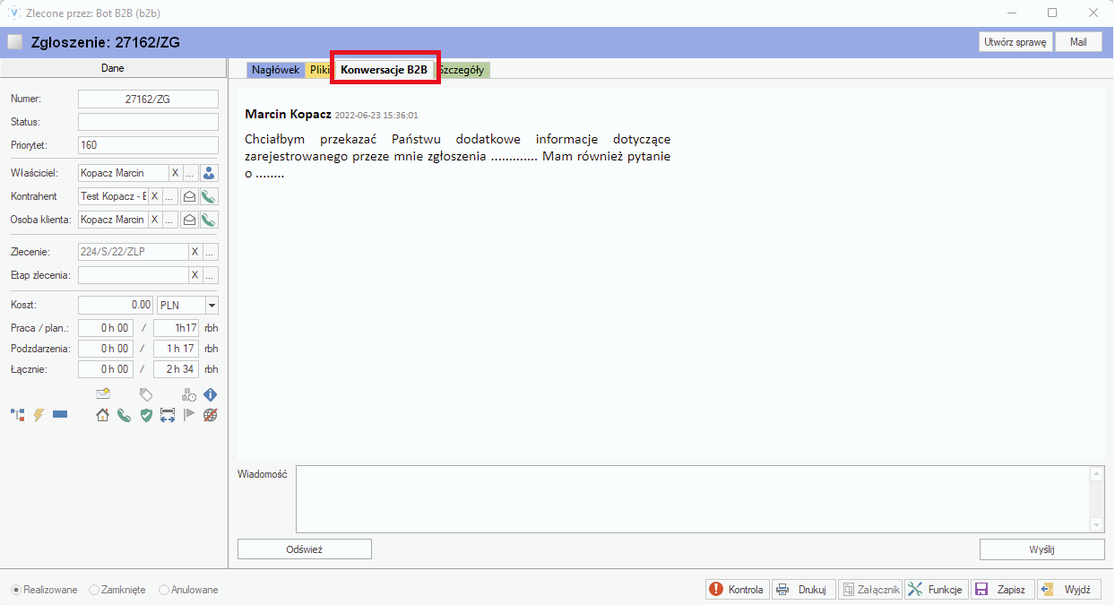 Zlecone przez: Bot B2B (b2b)
Zgłoszenie: 27162/ZG
Utwórz sprawę Mail
Dane
Nagłówek Pliki Konwersacje B2B Szczegóły
Numer: 27162/ZG
Status:
Priorytet: 160
Właściciel: Kopacz Marcin X ...
Kontrahent Test Kopacz - E X ...
Osoba klienta: Kopacz Marcin X ...
Zlecenie: 224/S/22/ZLP X ...
Etap zlecenia: X ...
Koszt: 0.00 PLN
Praca / plan.: 0 h 00 / 1h17 rbh
Podzdarzenia: 0 h 00 / 1 h 17 rbh
Łącznie: 0 h 00 / 2 h 34 rbh
Marcin Kopacz 2022-06-23 15:36:01
Chciałbym przekazać Państwu dodatkowe informacje dotyczące
zarejestrowanego przeze mnie zgłoszenia ............. Mam również pytanie
o ........
Wiadomość
Odśwież Wyślij
Realizowane Zamknięte Anulowane
Kontrola Drukuj Załącznik Funkcje Zapisz Wyjdź